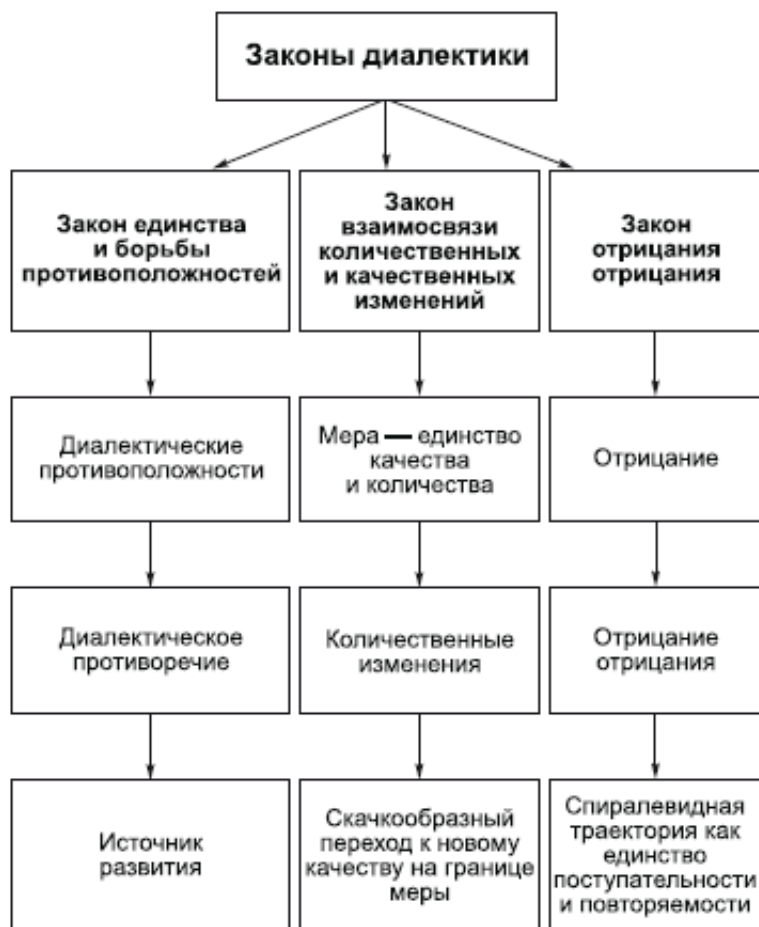 Законы диалектики
Закон единства
и борьбы
противоположностей
Закон
взаимосвязи
количественных
и качественных
изменений
Закон
отрицания
отрицания
Диалектические
противоположности
Мера — единство
качества
и количества
Отрицание
Диалектическое
противоречие
Количественные
изменения
Отрицание
отрицания
Источник
развития
Скачкообразный
переход к новому
качеству на границе
меры
Спиралевидная
траектория как
единство
поступательности
и повторяемости